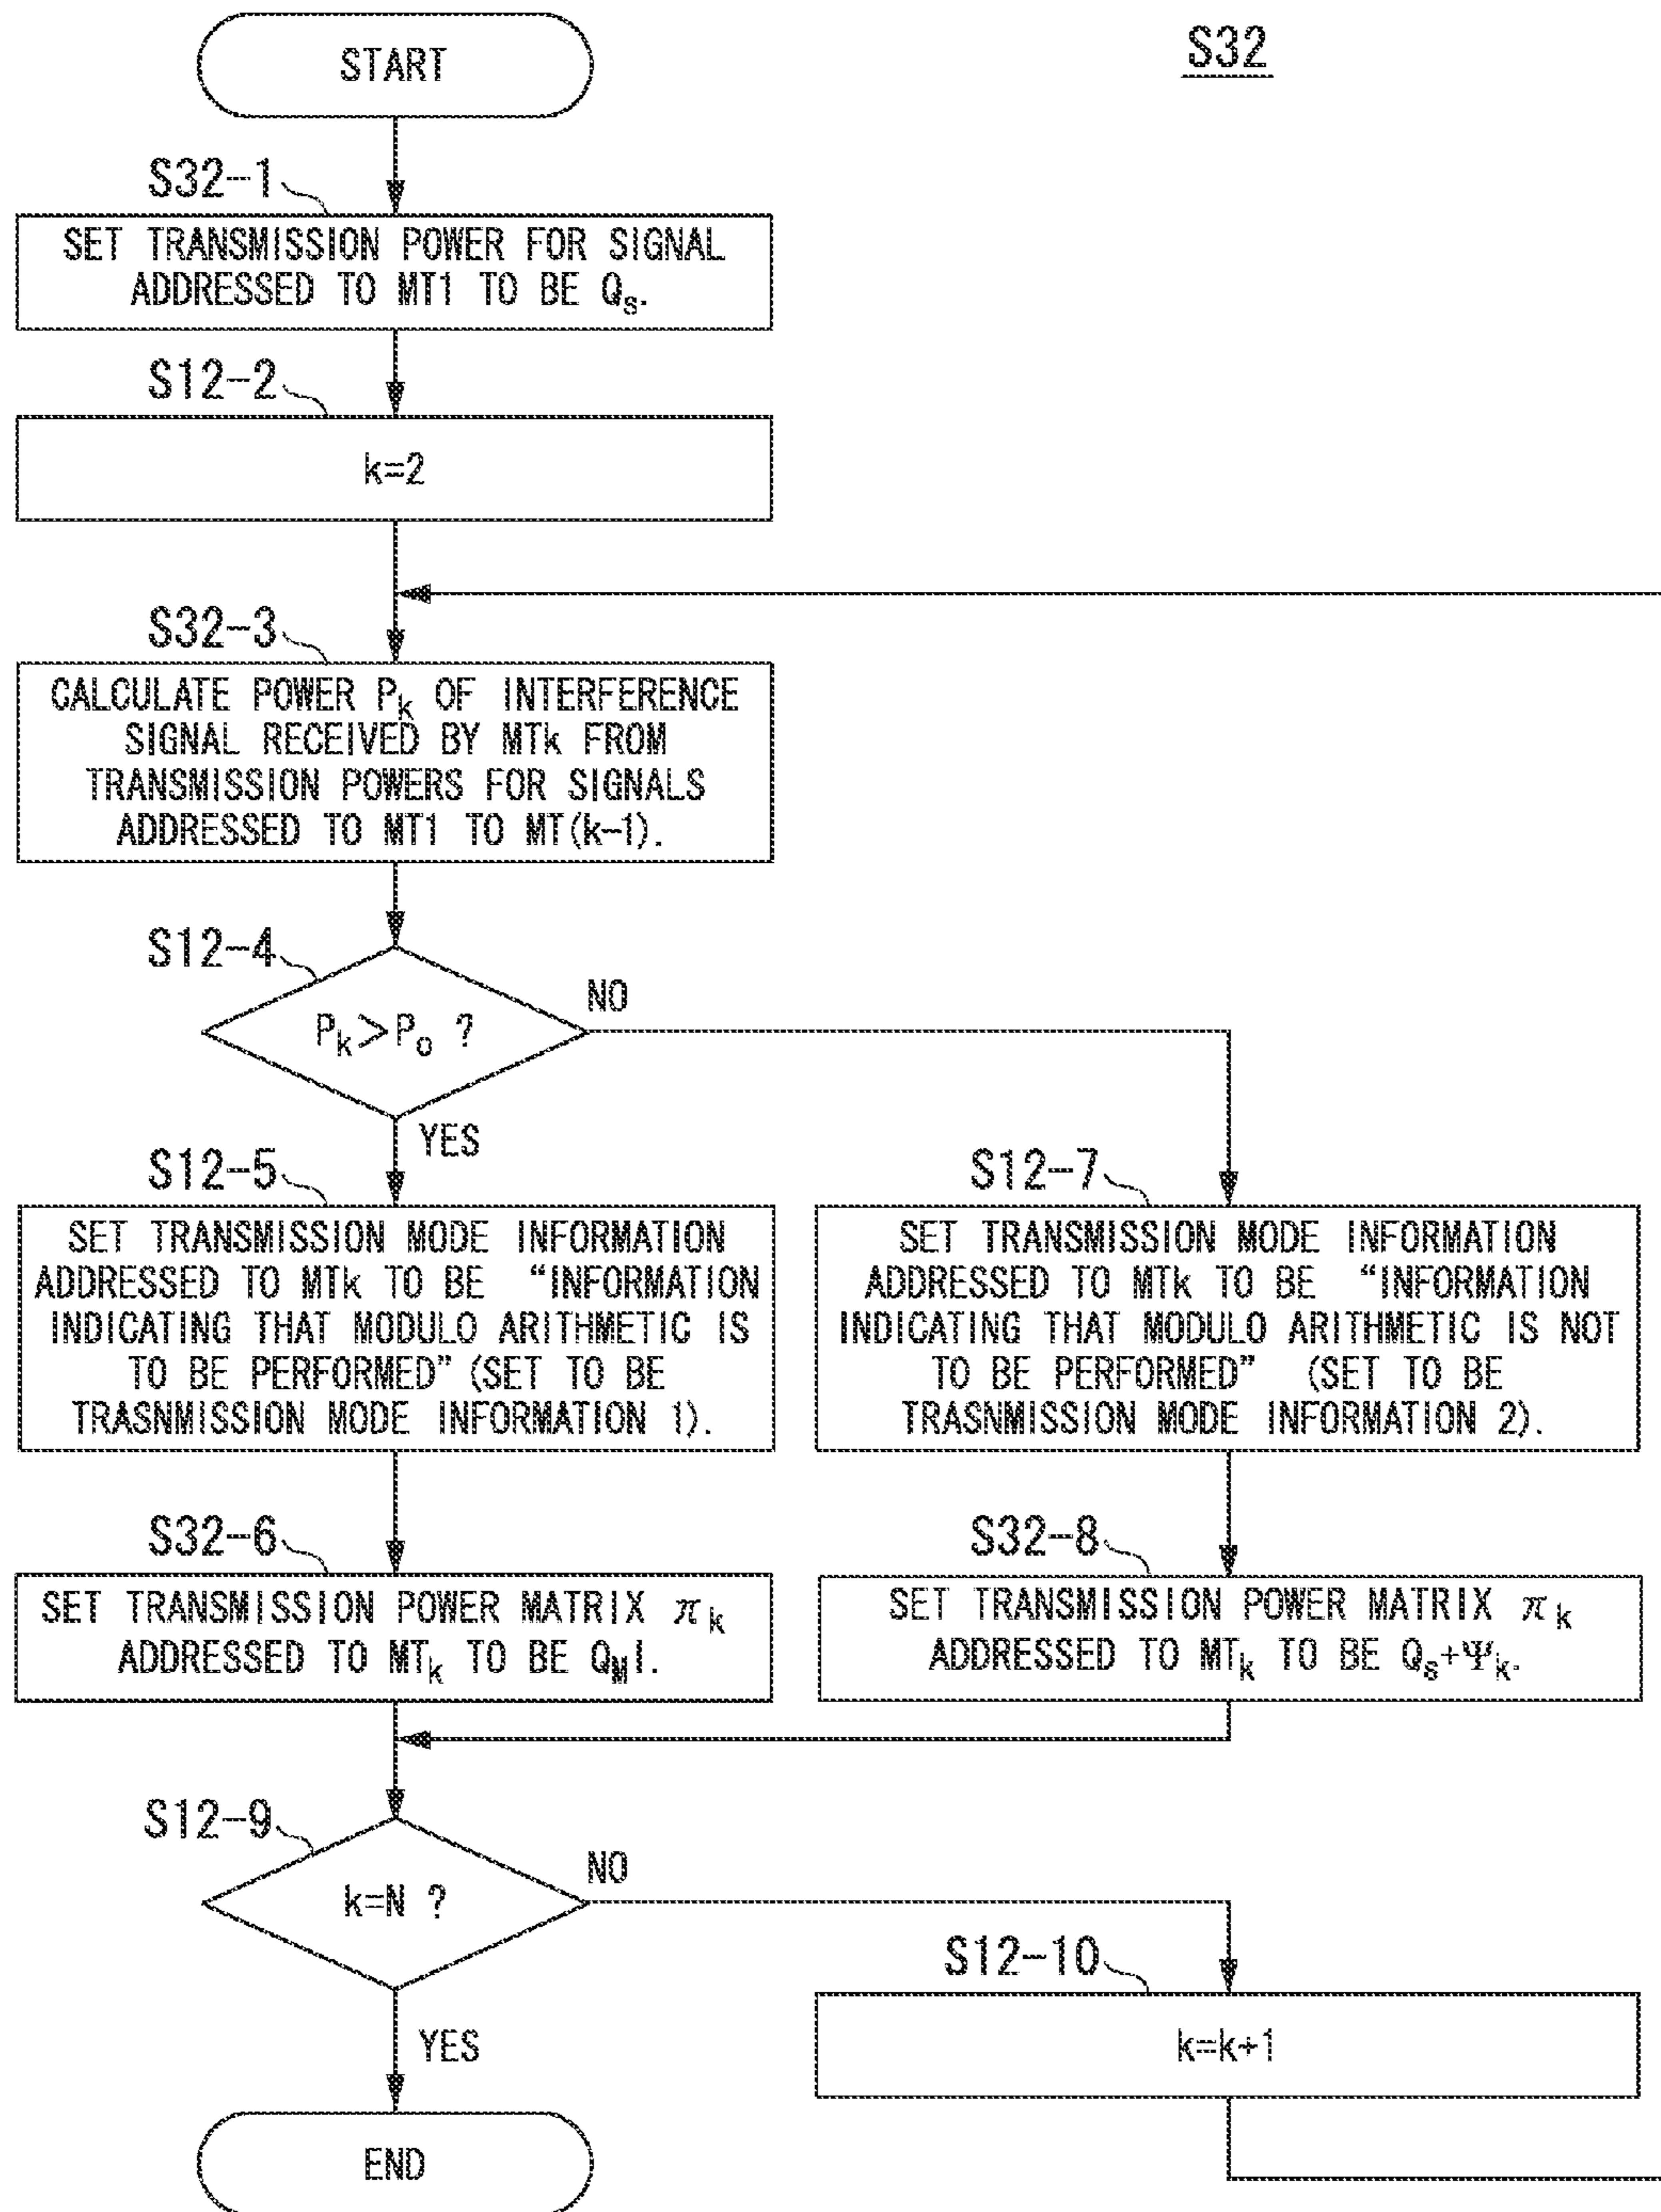 S32
START
S32-1
SET TRANSMISSION POWER FOR SIGNAL
ADDRESSED TO MT1 TO BE Qs.
S12-2
k=2
S32-3
CALCULATE POWER Pk OF INTERFERENCE
SIGNAL RECEIVED BY MTk FROM
TRANSMISSION POWERS FOR SIGNALS
ADDRESSED TO MT1 TO MT(k-1).
S12-4
Pk>Po ?
NO
YES
S12-5
SET TRANSMISSION MODE INFORMATION
ADDRESSED TO MTk TO BE "INFORMATION
INDICATING THAT MODULO ARITHMETIC IS
TO BE PERFORMED" (SET TO BE
TRASNMISSION MODE INFORMATION 1).
S12-7
SET TRANSMISSION MODE INFORMATION
ADDRESSED TO MTk TO BE "INFORMATION
INDICATING THAT MODULO ARITHMETIC IS NOT
TO BE PERFORMED" (SET TO BE
TRASNMISSION MODE INFORMATION 2).
S32-6
SET TRANSMISSION POWER MATRIX πk
ADDRESSED TO MTk TO BE QMI.
S32-8
SET TRANSMISSION POWER MATRIX πk
ADDRESSED TO MTk TO BE Qs+Ψk.
S12-9
k=N ?
NO
YES
S12-10
k=k+1
END